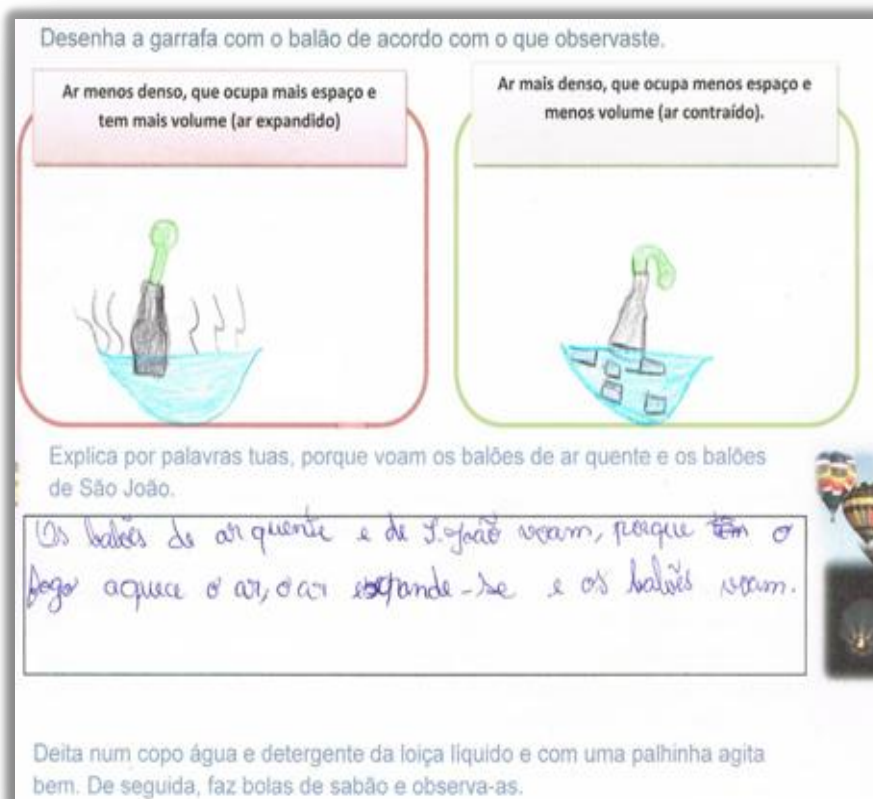 Desenha a garrafa com o balão de acordo com o que observaste.
Ar menos denso, que ocupa mais espaço e
tem mais volume (ar expandido)
Ar mais denso, que ocupa menos espaço e
menos volume (ar contraído).
Explica por palavras tuas, porque voam os balões de ar quente e os balões
de São João.
Os balões de ar quente e de S. João voam, porque têm o
fogo aquece o ar, o ar expande-se e os balões voam.
Deita num copo água e detergente da loiça líquido e com uma palhinha agita
bem. De seguida, faz bolas de sabão e observa-as.